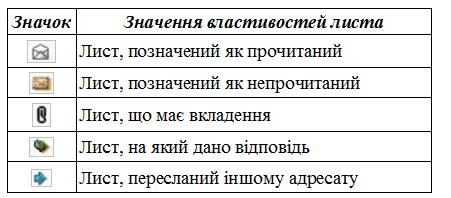 Значок Значення властивостей листа
Лист, позначений як прочитаний
Лист, позначений як непрочитаний
Лист, що має вкладення
Лист, на який дано відповідь
Лист, пересланий іншому адресату